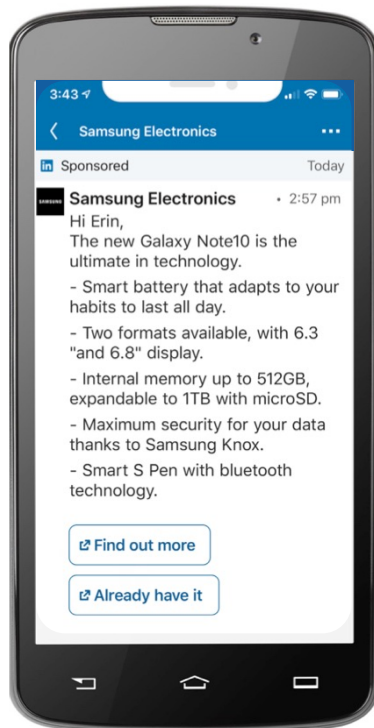 3:43
Samsung Electronics
in Sponsored Today
SAMSUNG
Samsung Electronics • 2:57 pm
Hi Erin,
The new Galaxy Note10 is the
ultimate in technology.
- Smart battery that adapts to your
habits to last all day.
- Two formats available, with 6.3
"and 6.8" display.
- Internal memory up to 512GB,
expandable to 1TB with microSD.
- Maximum security for your data
thanks to Samsung Knox.
- Smart S Pen with bluetooth
technology.
Find out more
Already have it